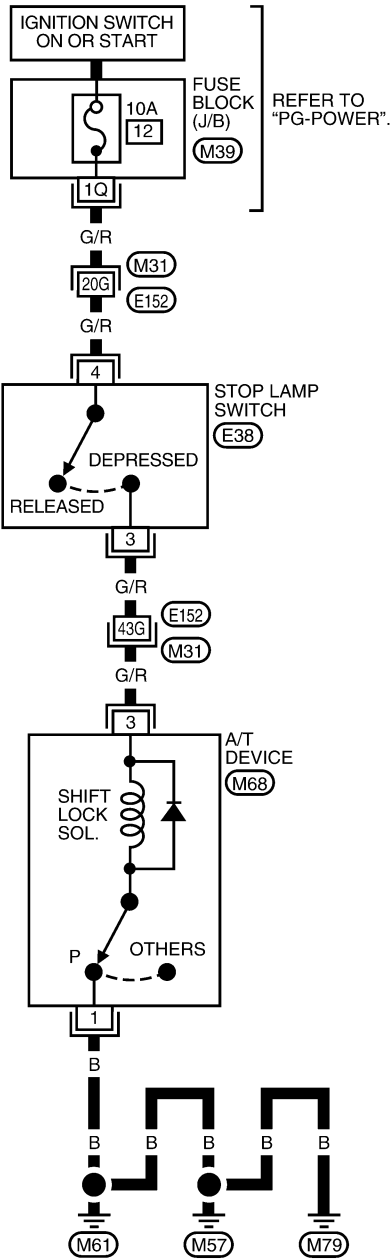 IGNITION SWITCH
ON OR START
FUSE
BLOCK
(J/B)
M39
10A
12
REFER TO
“PG-POWER”.
1Q
G/R
M31
20G
E152
G/R
4
STOP LAMP
SWITCH
E38
DEPRESSED
RELEASED
3
G/R
E152
43G
M31
G/R
3
A/T
DEVICE
M68
SHIFT
LOCK
SOL.
P
OTHERS
1
B
B B B B B
M61 M57 M79